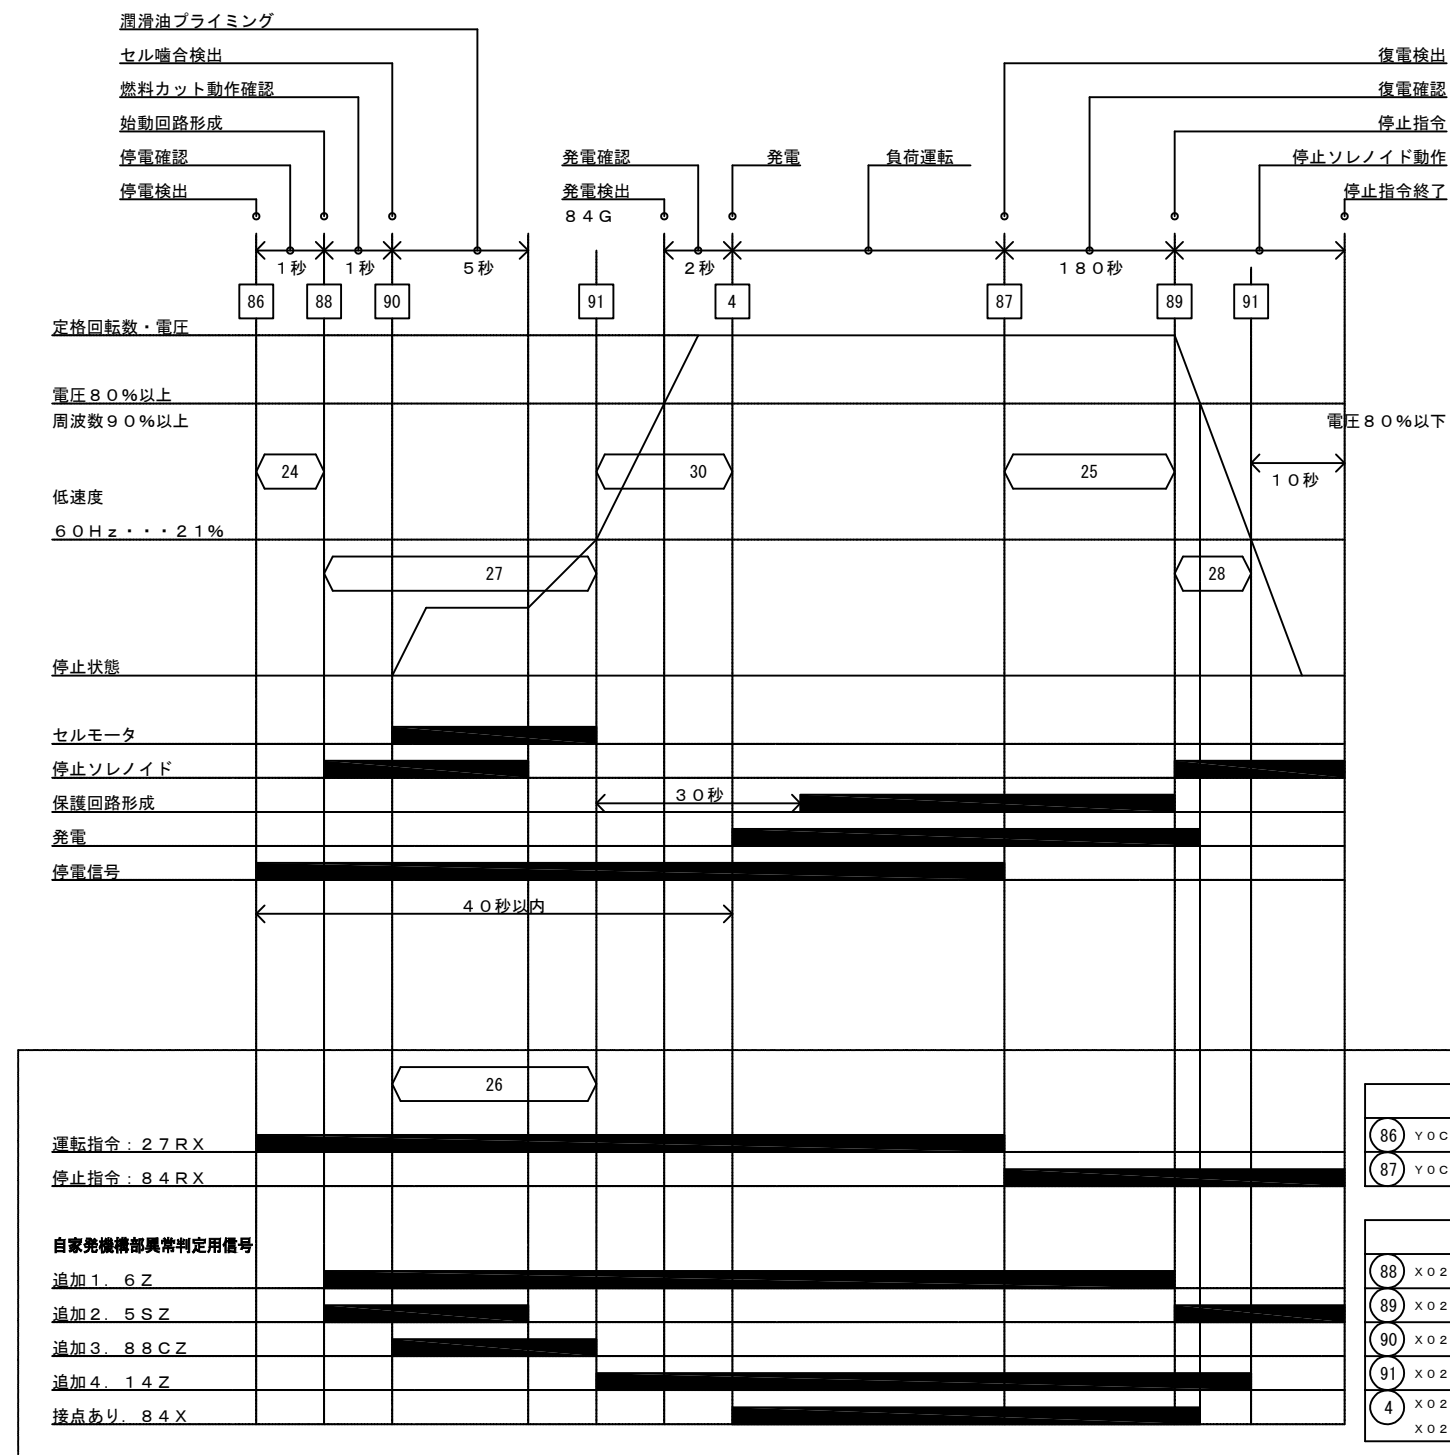 潤滑油プライミング
セル噛合検出
復電検出
燃料カット動作確認
復電確認
始動回路形成
停止指令
停電確認
発電確認
発電
負荷運転
停止ソレノイド動作
停電検出
発電検出
停止指令終了
８４Ｇ
１秒
１秒
５秒
２秒
１８０秒
86
88
90
91
4
87
89
91
定格回転数・電圧
電圧８０％以上
周波数９０％以上
電圧８０％以下
24
30
25
１０秒
低速度
６０Ｈｚ・・・２１％
27
28
停止状態
セルモータ
停止ソレノイド
保護回路形成
３０秒
発電
停電信号
４０秒以内
26
運転指令：２７ＲＸ
停止指令：８４ＲＸ
86 Ｙ０Ｃ
87 Ｙ０Ｃ
自家発機構部異常判定用信号
追加１．６Ｚ
追加２．５ＳＺ
追加３．８８ＣＺ
追加４．１４Ｚ
接点あり．８４Ｘ
88 Ｘ０２
89 Ｘ０２
90 Ｘ０２
91 Ｘ０２
4 Ｘ０２
Ｘ０２